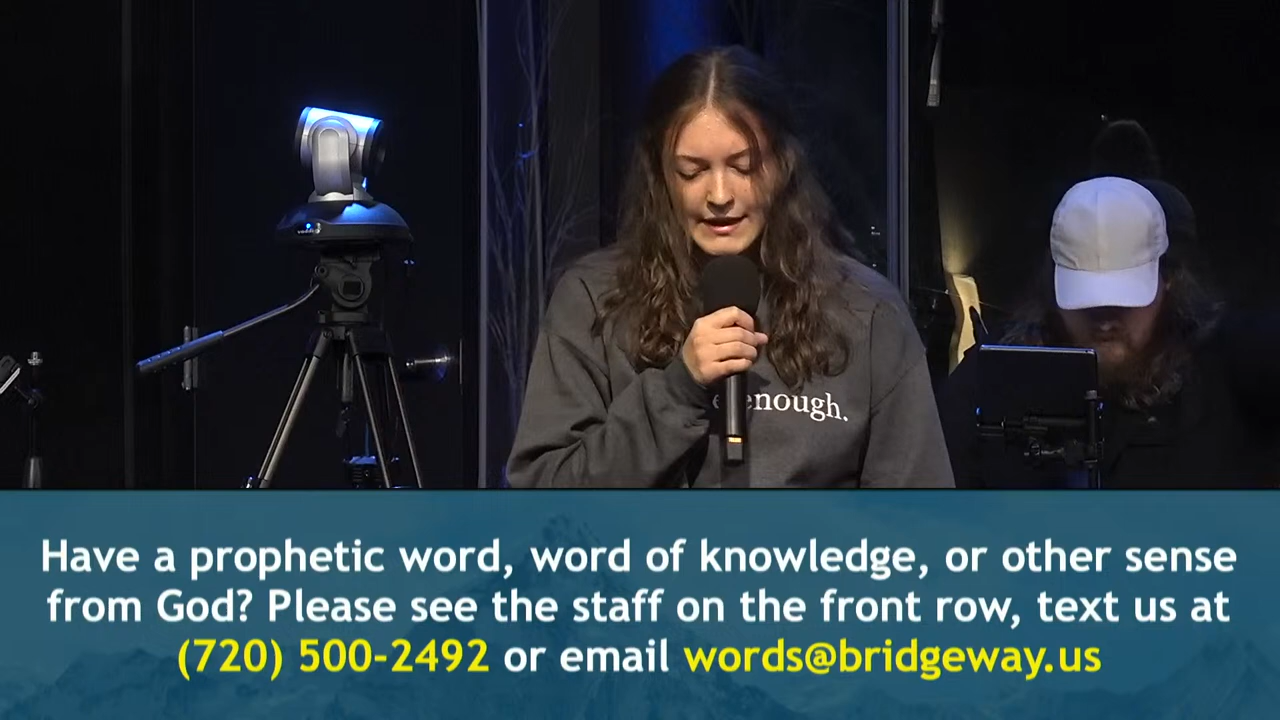 enough.
Have a prophetic word, word of knowledge, or other sense
from God? Please see the staff on the front row, text us at
(720) 500-2492 or email words@bridgeway.us